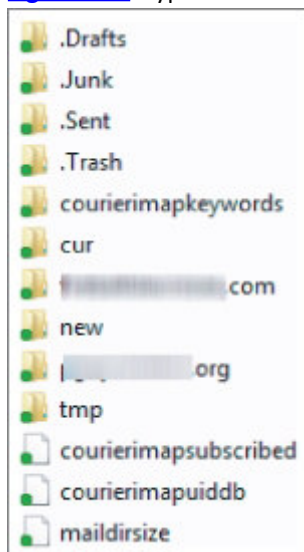 .Drafts
.Junk
.Sent
.Trash
courierimapkeywords
cur
.com
new
.org
tmp
courierimapsubscribed
courierimapuiddb
maildirsize